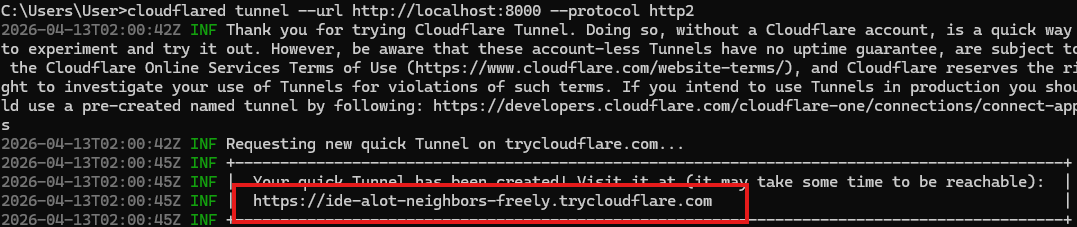 C:\Users\User>cloudflared tunnel --url http://localhost:8000 --protocol http2
2026-04-13T02:00:42Z INF Thank you for trying Cloudflare Tunnel. Doing so, without a Cloudflare account, is a quick way
to experiment and try it out. However, be aware that these account-less Tunnels have no uptime guarantee, are subject to
the Cloudflare Online Services Terms of Use (https://www.cloudflare.com/website-terms/), and Cloudflare reserves the ri
ght to investigate your use of Tunnels for violations of such terms. If you intend to use Tunnels in production you shou
ld use a pre-created named tunnel by following: https://developers.cloudflare.com/cloudflare-one/connections/connect-app
s
2026-04-13T02:00:42Z INF Requesting new quick Tunnel on trycloudflare.com...
2026-04-13T02:00:45Z INF +--------------------------------------------------------------------------------------------+
2026-04-13T02:00:45Z INF |  Your quick Tunnel has been created! Visit it at (it may take some time to be reachable):  |
2026-04-13T02:00:45Z INF |  https://ide-alot-neighbors-freely.trycloudflare.com                                       |
2026-04-13T02:00:45Z INF +--------------------------------------------------------------------------------------------+